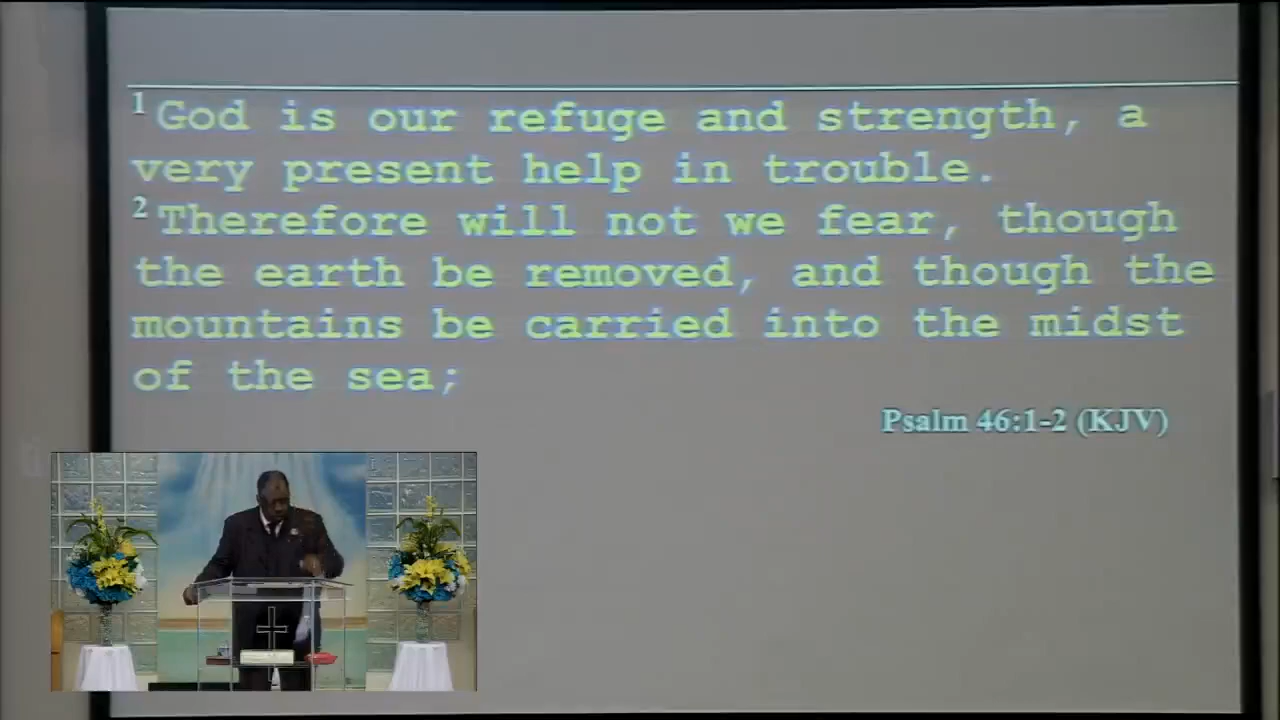 1 God is our refuge and strength, a
very present help in trouble.
2 Therefore will not we fear, though
the earth be removed, and though the
mountains be carried into the midst
of the sea;
Psalm 46:1-2 (KJV)